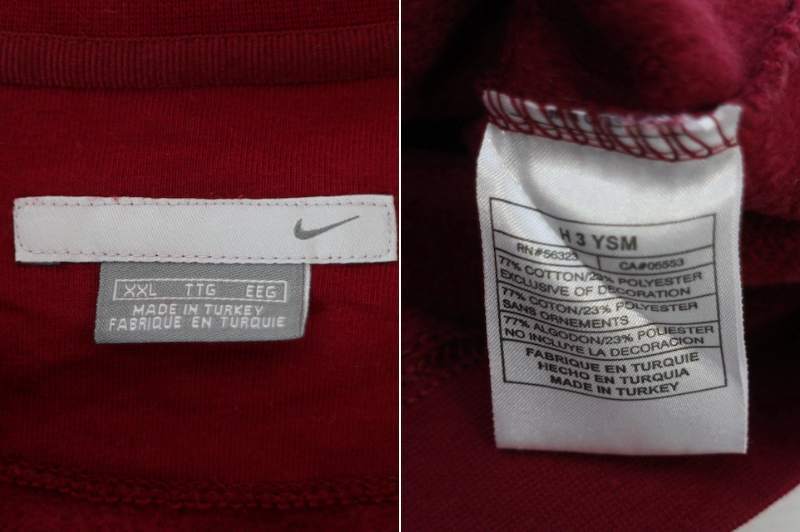 XXL TTG EEG
MADE IN TURKEY
FABRIQUE EN TURQUIE
H 3 YSM
RN#56323 CA#05553
77% COTTON/23% POLYESTER
EXCLUSIVE OF DECORATION
77% COTON/23% POLYESTER
SANS ORNEMENTS
77% ALGODON/23% POLIESTER
NO INCLUYE LA DECORACION
FABRIQUE EN TURQUIE
HECHO EN TURQUIA
MADE IN TURKEY